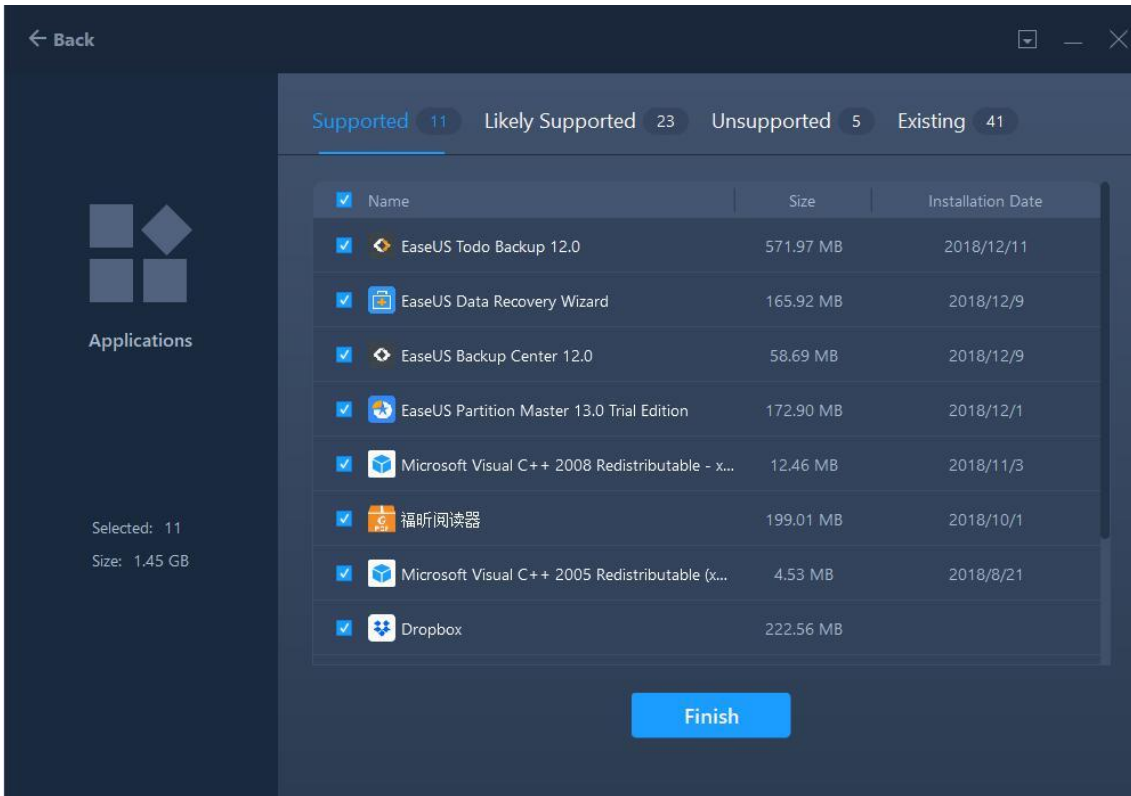 ← Back
Supported 11 Likely Supported 23 Unsupported 5 Existing 41
Name Size Installation Date
EaseUS Todo Backup 12.0 571.97 MB 2018/12/11
EaseUS Data Recovery Wizard 165.92 MB 2018/12/9
EaseUS Backup Center 12.0 58.69 MB 2018/12/9
EaseUS Partition Master 13.0 Trial Edition 172.90 MB 2018/12/1
Microsoft Visual C++ 2008 Redistributable - x... 12.46 MB 2018/11/3
福昕阅读器 199.01 MB 2018/10/1
Microsoft Visual C++ 2005 Redistributable (x... 4.53 MB 2018/8/21
Dropbox 222.56 MB
Applications
Selected: 11
Size: 1.45 GB
Finish